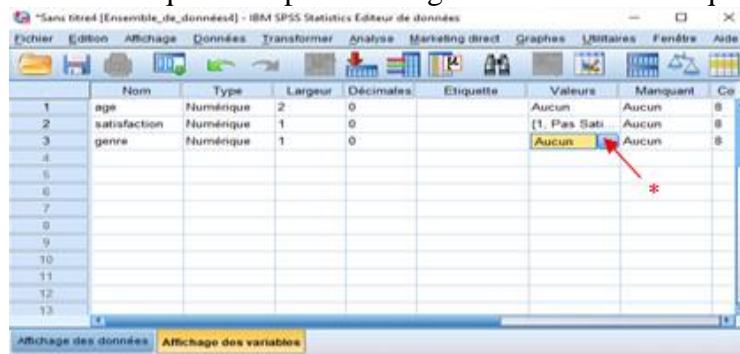 *Sans titre4 [Ensemble_de_données4] - IBM SPSS Statistics Editeur de données
Fichier Edition Affichage Données Transformer Analyse Marketing direct Graphes Utilitaires Fenêtre Aide
Nom Type Largeur Décimales Etiquette Valeurs Manquant Co
1 age Numérique 2 0 Aucun Aucun 8
2 satisfaction Numérique 1 0 {1, Pas Sati... Aucun 8
3 genre Numérique 1 0 Aucun Aucun 8
4
5
6 *
7
8
9
10
11
12
13
Affichage des données Affichage des variables